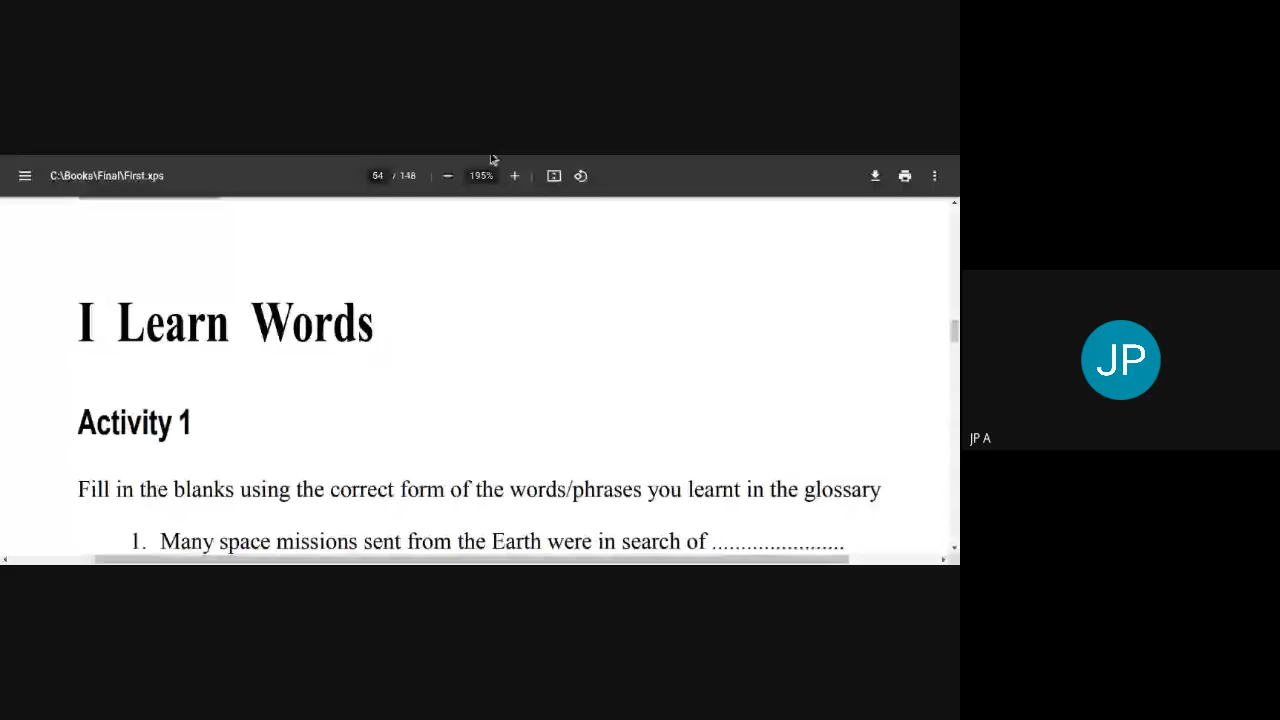 C:\Books\Final\First.xps
54 / 148
195%
I Learn Words
Activity 1
Fill in the blanks using the correct form of the words/phrases you learnt in the glossary
1. Many space missions sent from the Earth were in search of .......................
JP
JP A